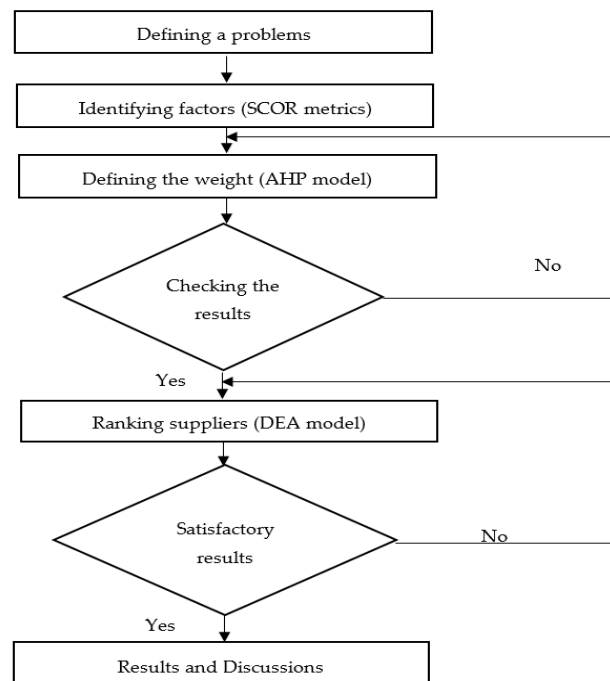 Defining a problems
Identifying factors (SCOR metrics)
Defining the weight (AHP model)
Checking the
results
No
Yes
Ranking suppliers (DEA model)
Satisfactory
results
No
Yes
Results and Discussions